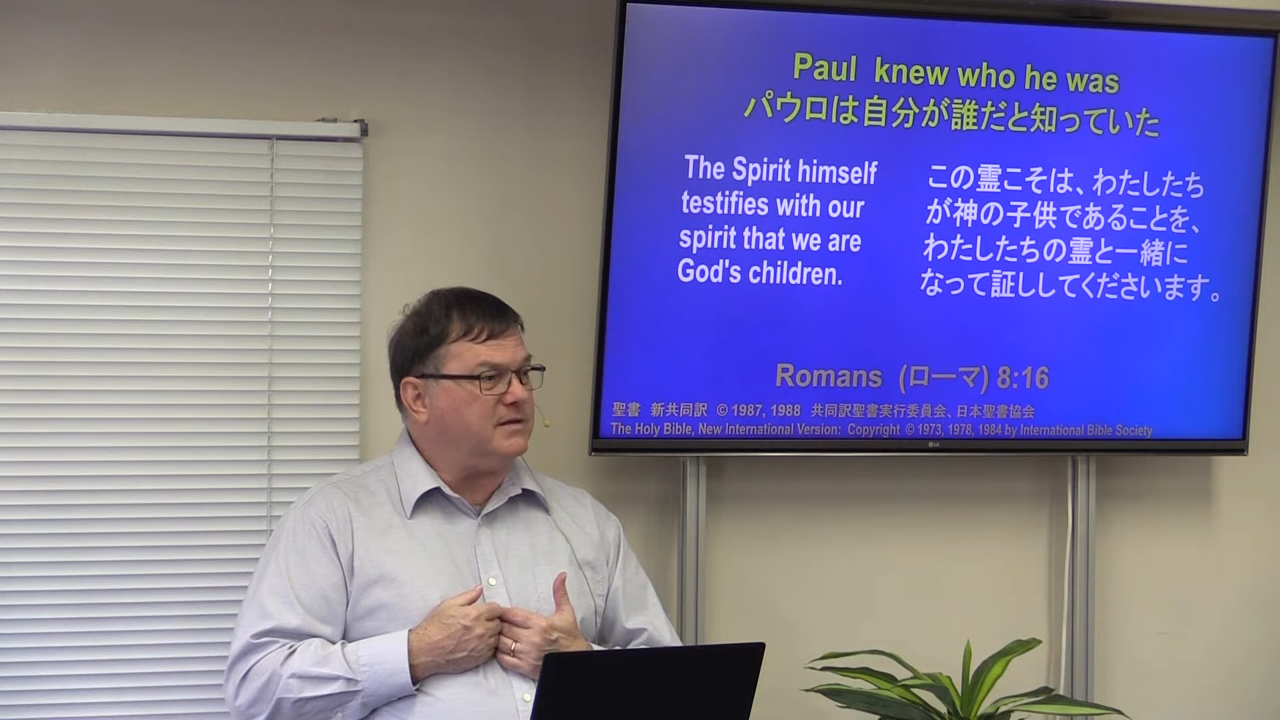 Paul knew who he was
パウロは自分が誰だと知っていた
The Spirit himself
testifies with our
spirit that we are
God's children.
この霊こそは、わたしたち
が神の子供であることを、
わたしたちの霊と一緒に
なって証ししてくださいます。
Romans (ローマ) 8:16
聖書 新共同訳 © 1987, 1988 共同訳聖書実行委員会、日本聖書協会
The Holy Bible, New International Version: Copyright © 1973, 1978, 1984 by International Bible Society
LG